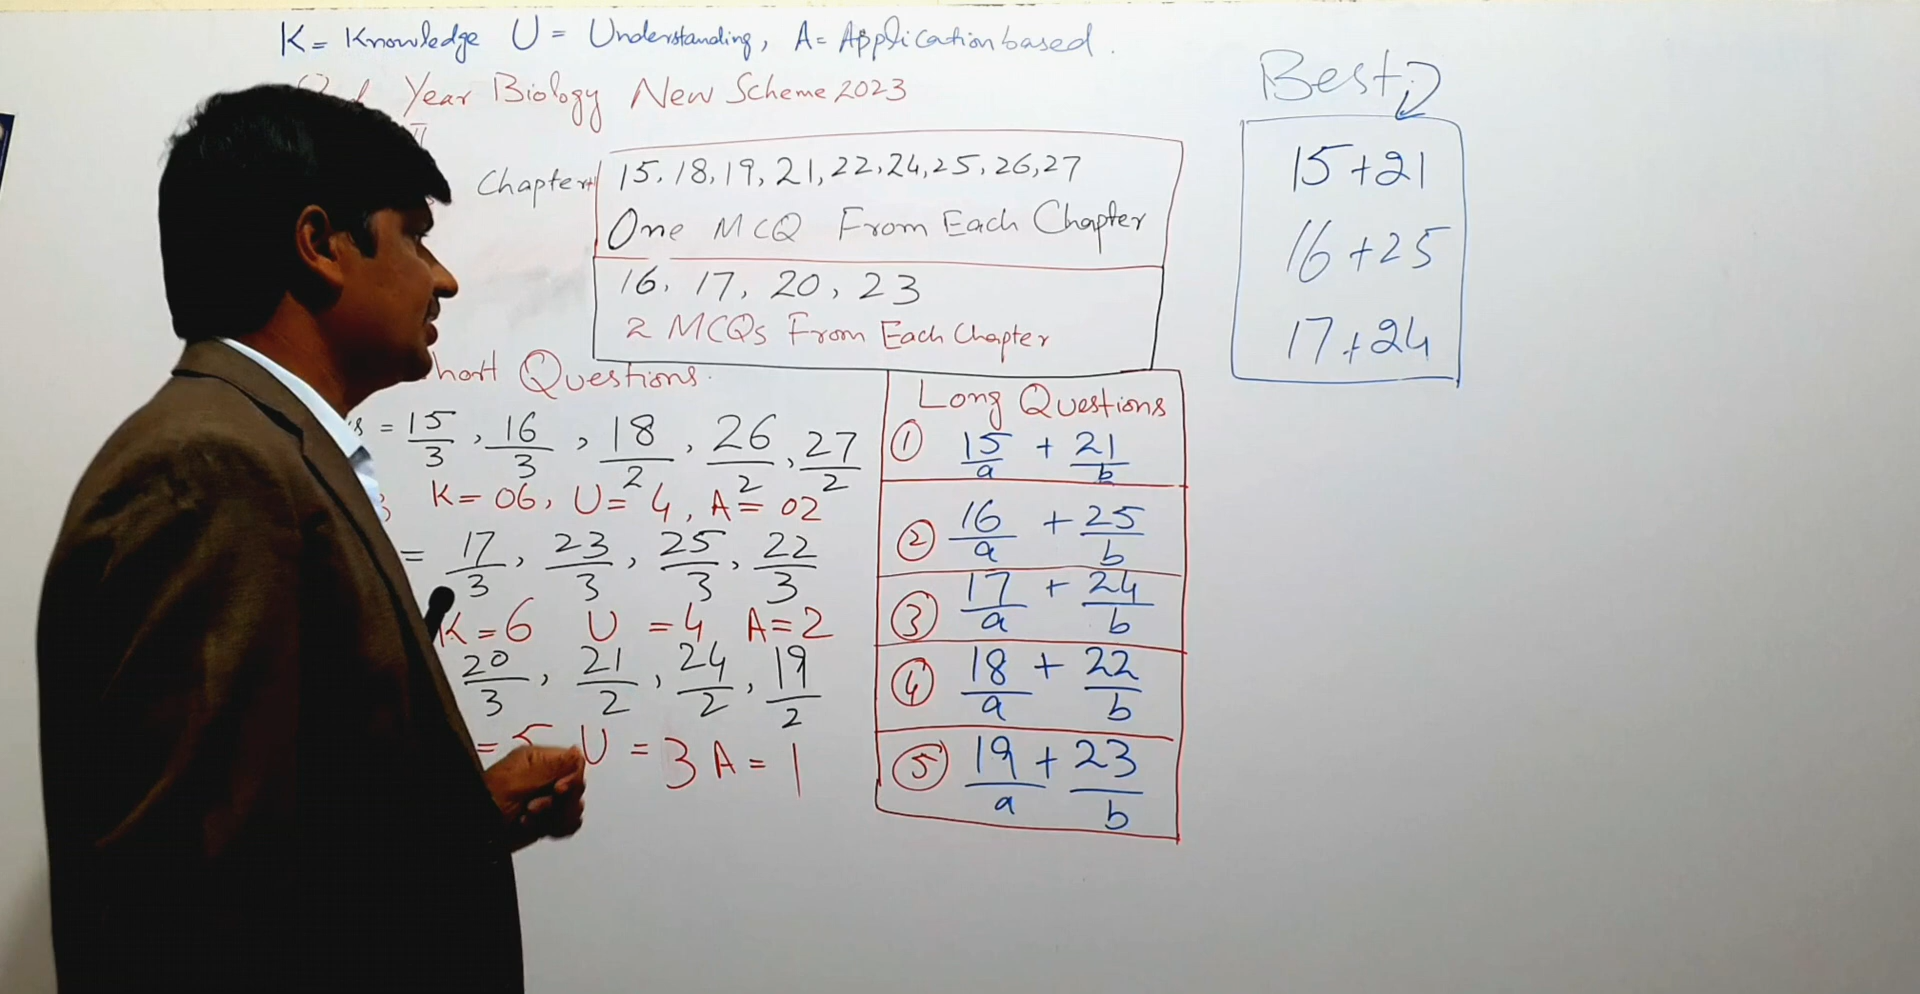 K = Knowledge U = Understanding, A = Application based.
Year Biology New Scheme 2023
II
Chapter 15, 18, 19, 21, 22, 24, 25, 26, 27
One MCQ From Each Chapter
16, 17, 20, 23
2 MCQs From Each Chapter
hort Questions.
= 15/3, 16/3, 18/2, 26/2, 27/2
K = 06, U = 4, A = 02
= 17/3, 23/3, 25/3, 22/3
K = 6 U = 4 A = 2
20/3, 21/2, 24/2, 19/2
= 5 U = 3 A = 1
Long Questions
① 15/a + 21/b
② 16/a + 25/b
③ 17/a + 24/b
④ 18/a + 22/b
⑤ 19/a + 23/b
Best
15+21
16+25
17+24